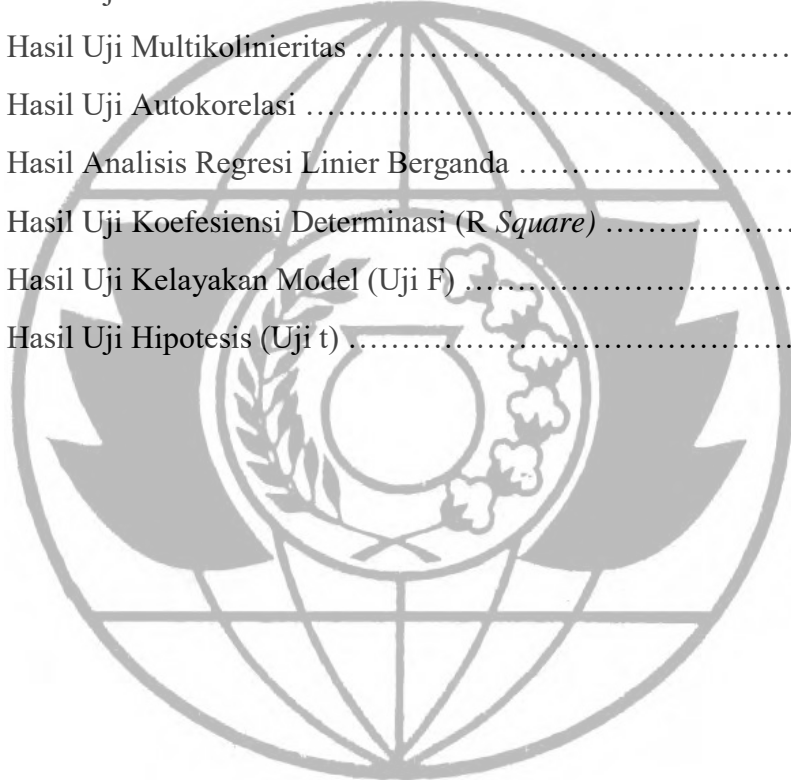 Hasil Uji Multikolinieritas ………………………………………
Hasil Uji Autokorelasi ……………………………………………
Hasil Analisis Regresi Linier Berganda …………………………
Hasil Uji Koefesiensi Determinasi (R Square) …………………
Hasil Uji Kelayakan Model (Uji F) ………………………………
Hasil Uji Hipotesis (Uji t) ………………………………………